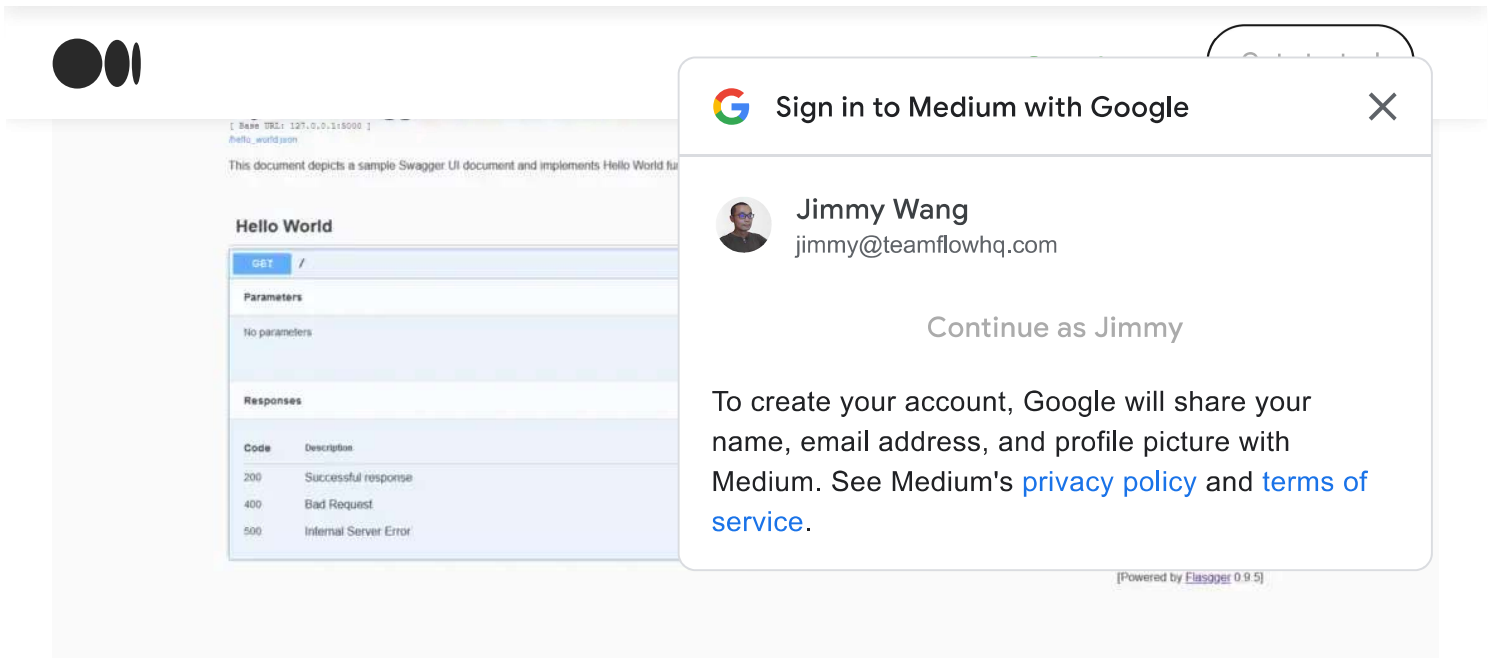 Sign in to Medium with Google
[ Base URL: 127.0.0.1:5000 ]
/hello_world.json
This document depicts a sample Swagger UI document and implements Hello World
Jimmy Wang
jimmy@teamflowhq.com
Hello World
GET /
Parameters
No parameters
Continue as Jimmy
Responses
To create your account, Google will share your
name, email address, and profile picture with
Medium. See Medium's privacy policy and terms of
service.
Code Description
200 Successful response
400 Bad Request
500 Internal Server Error
[Powered by Flasgger 0.9.5]